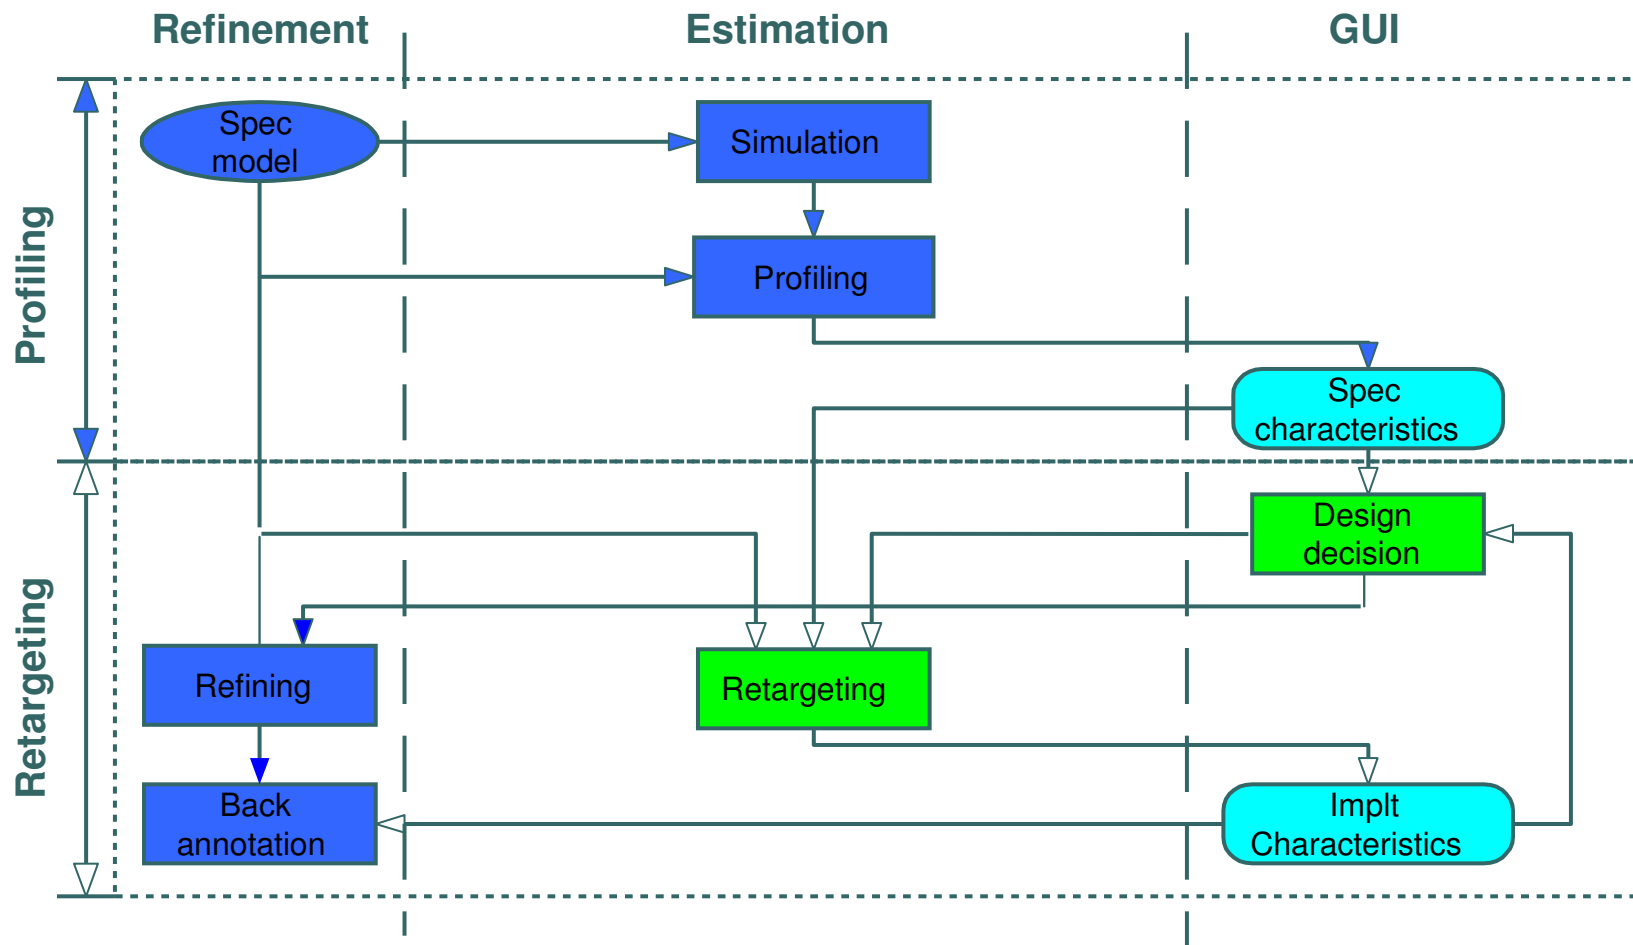 Refinement
Estimation
GUI
Profiling
Spec
model
Simulation
Profiling
Spec
characteristics
Retargeting
Design
decision
Refining
Retargeting
Back
annotation
Implt
Characteristics